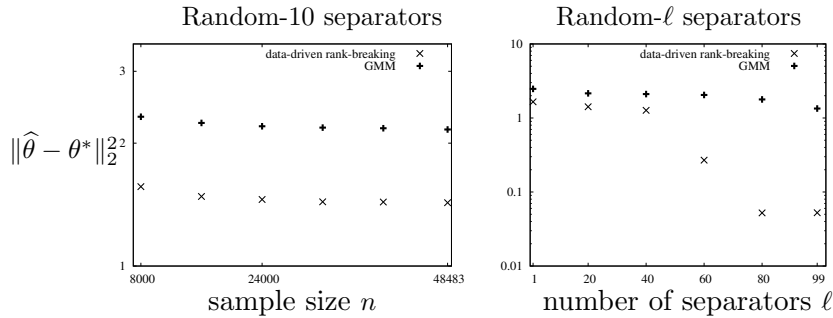 Random-10 separators
Random-ℓ separators
data-driven rank-breaking
GMM
3
2
1
‖θ̂ − θ*‖₂²
8000
24000
48483
sample size n
data-driven rank-breaking
GMM
10
1
0.1
0.01
1
20
40
60
80
99
number of separators ℓ